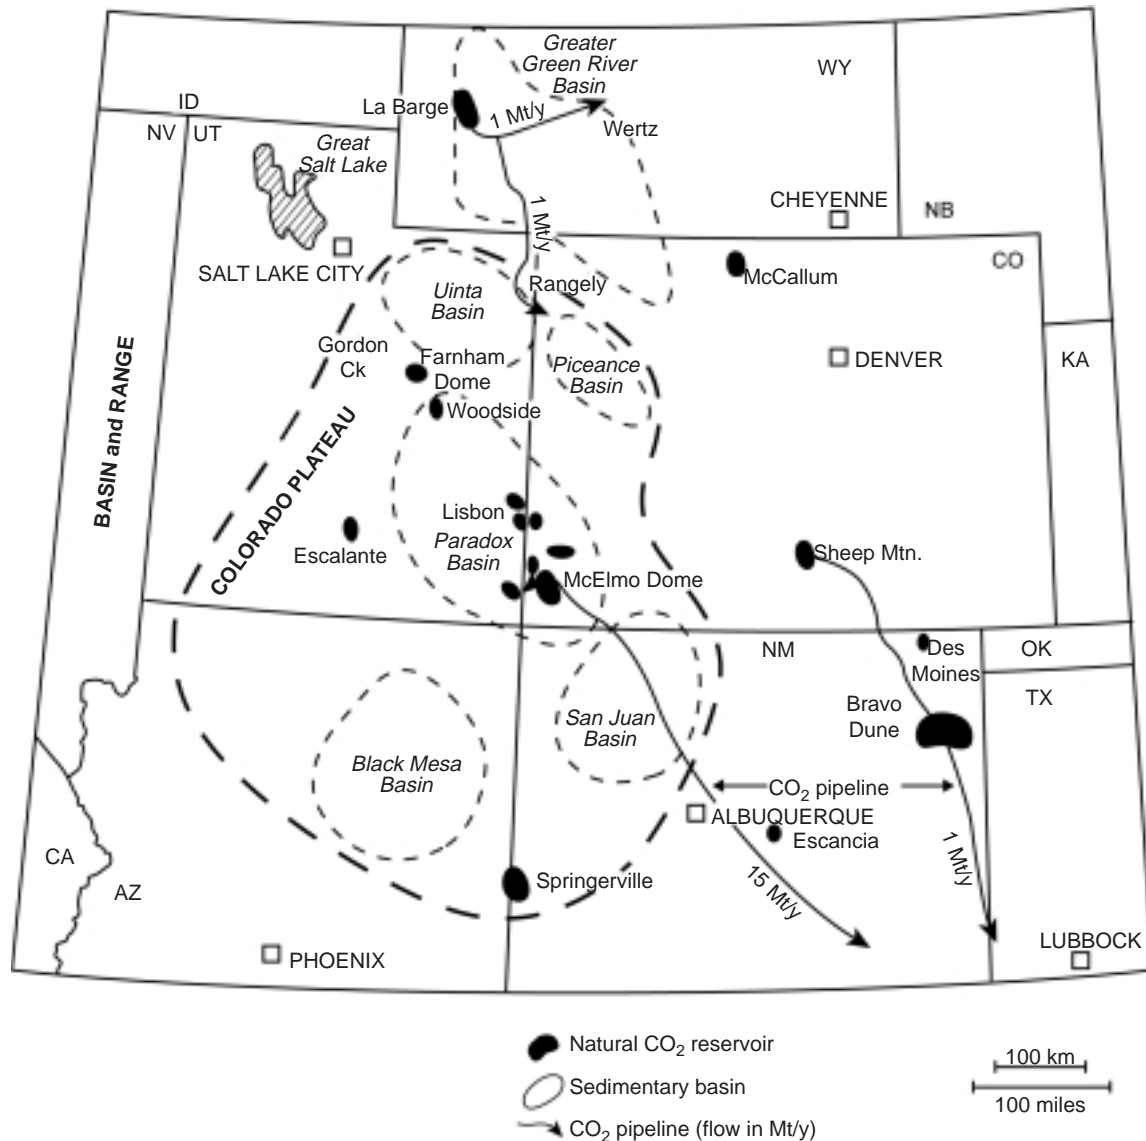 Greater
Green River
Basin
WY
La Barge
1 Mt/y
Wertz
ID
NV
UT
Great
Salt Lake
1 Mt/y
CHEYENNE
NB
SALT LAKE CITY
CO
McCallum
Rangely
Uinta
Basin
Gordon
Ck
Farnham
Dome
Piceance
Basin
DENVER
KA
Woodside
BASIN and RANGE
COLORADO PLATEAU
Lisbon
Paradox
Basin
Escalante
McElmo Dome
Sheep Mtn.
NM
Des
Moines
OK
TX
Bravo
Dune
San Juan
Basin
Black Mesa
Basin
CO2 pipeline
ALBUQUERQUE
Escancia
CA
AZ
Springerville
15 Mt/y
1 Mt/y
PHOENIX
LUBBOCK
Natural CO2 reservoir
Sedimentary basin
CO2 pipeline (flow in Mt/y)
100 km
100 miles